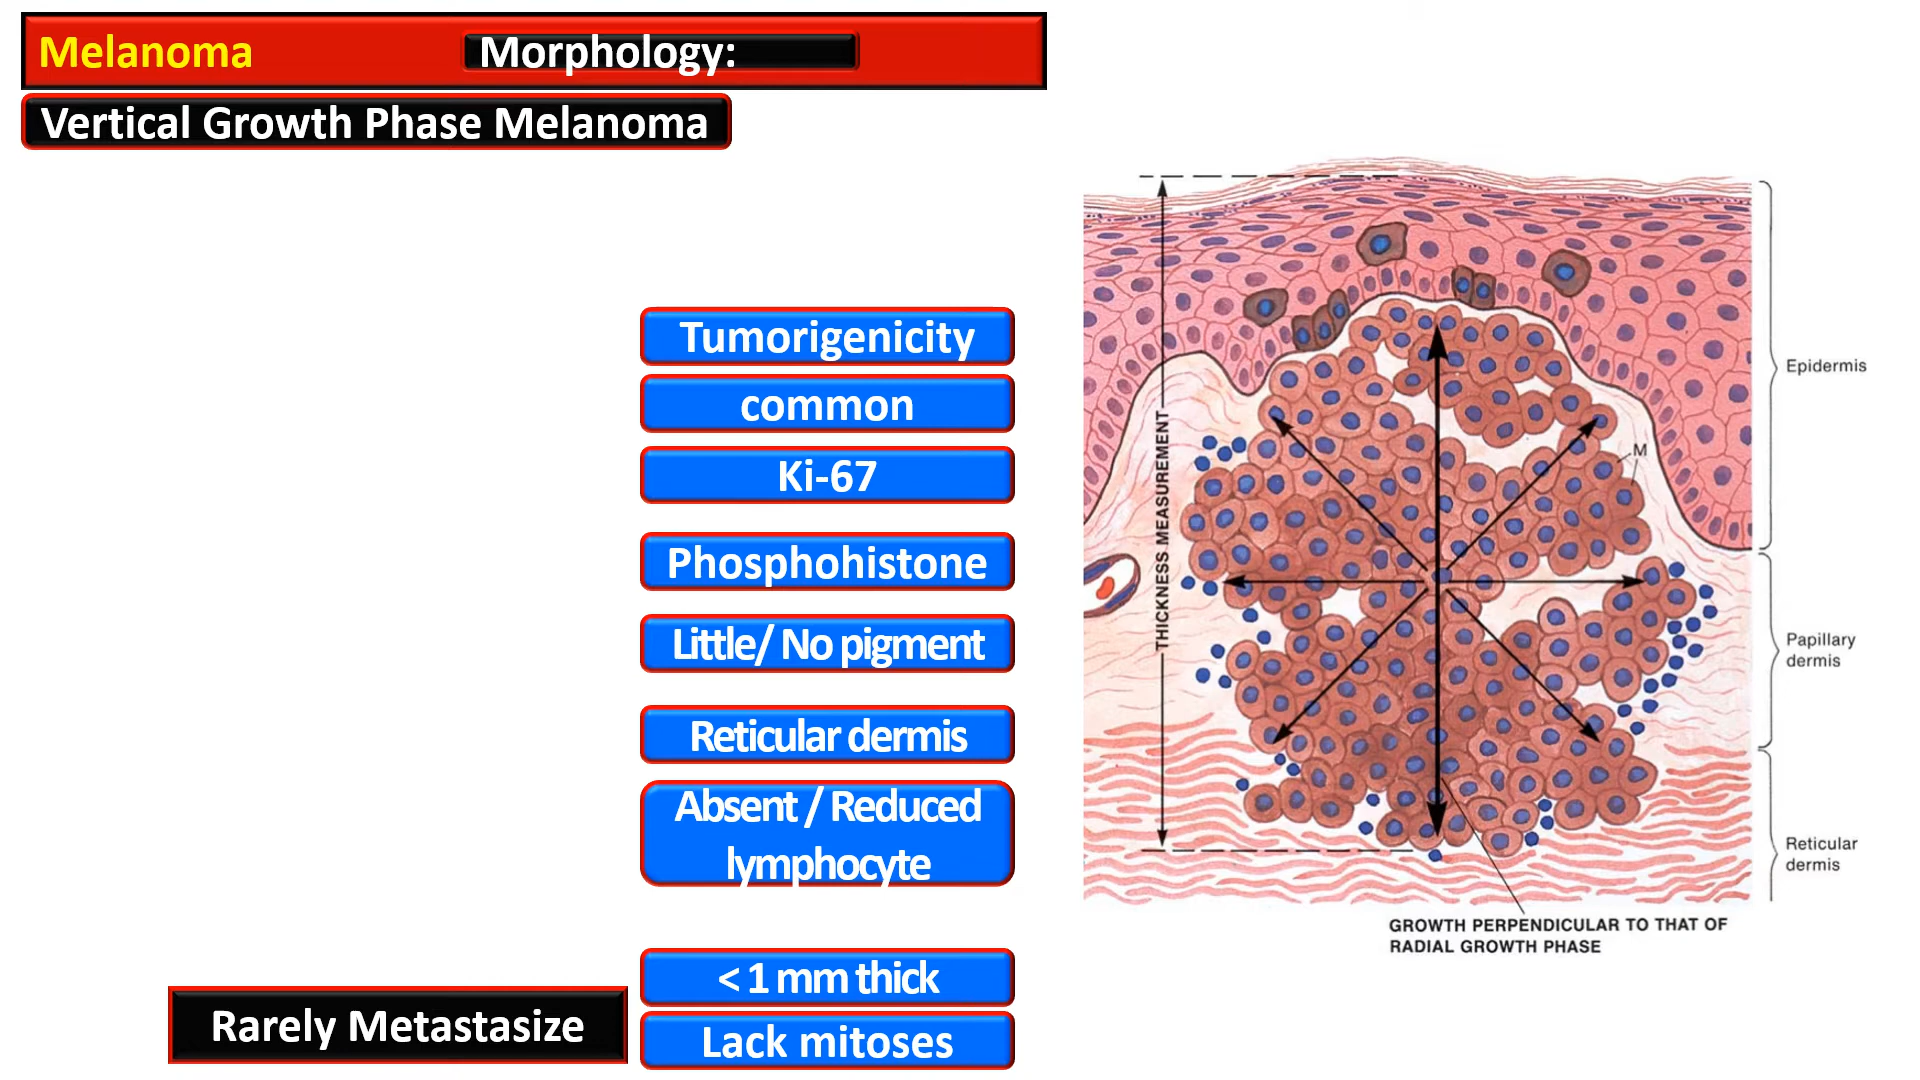 Melanoma
Morphology:
Vertical Growth Phase Melanoma
Tumorigenicity
common
Ki-67
Phosphohistone
Little/ No pigment
Reticular dermis
Absent / Reduced
lymphocyte
< 1 mm thick
Rarely Metastasize
Lack mitoses
THICKNESS MEASUREMENT
M
Epidermis
Papillary
dermis
Reticular
dermis
GROWTH PERPENDICULAR TO THAT OF
RADIAL GROWTH PHASE